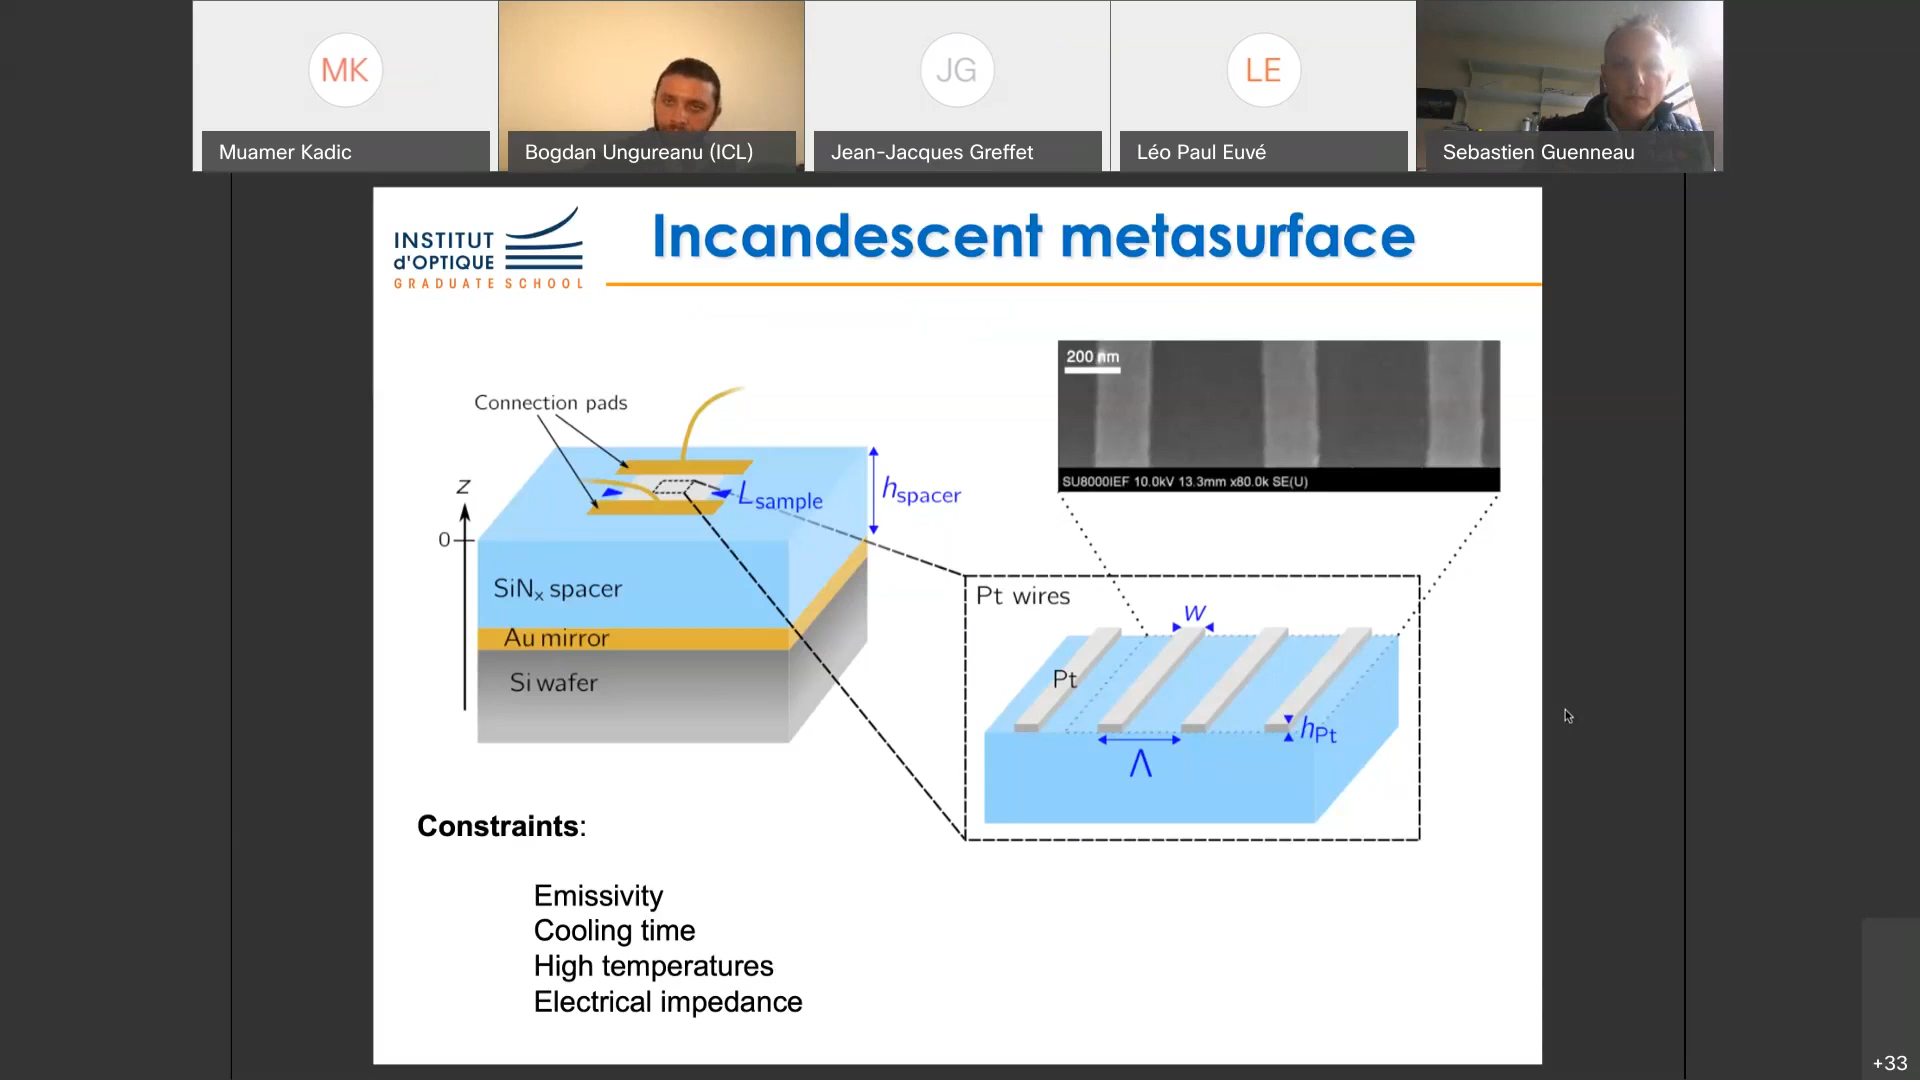 MK
JG
LE
Muamer Kadic
Bogdan Ungureanu (ICL)
Jean-Jacques Greffet
Léo Paul Euvé
Sebastien Guenneau
INSTITUT
d'OPTIQUE
GRADUATE SCHOOL
Incandescent metasurface
Connection pads
z
0
L sample
h spacer
SiNx spacer
Au mirror
Si wafer
200 nm
SU8000IEF 10.0kV 13.3mm x80.0k SE(U)
Pt wires
w
Pt
hPt
Λ
Constraints:
Emissivity
Cooling time
High temperatures
Electrical impedance
+33